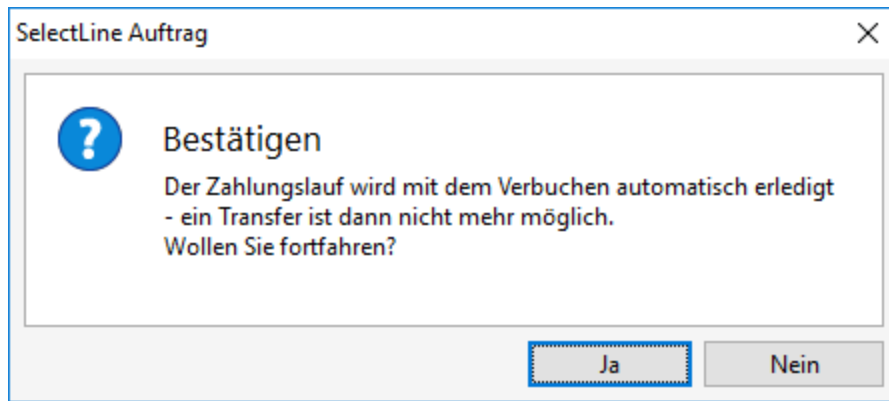 SelectLine Auftrag
Bestätigen
Der Zahlungslauf wird mit dem Verbuchen automatisch erledigt
- ein Transfer ist dann nicht mehr möglich.
Wollen Sie fortfahren?
Ja
Nein